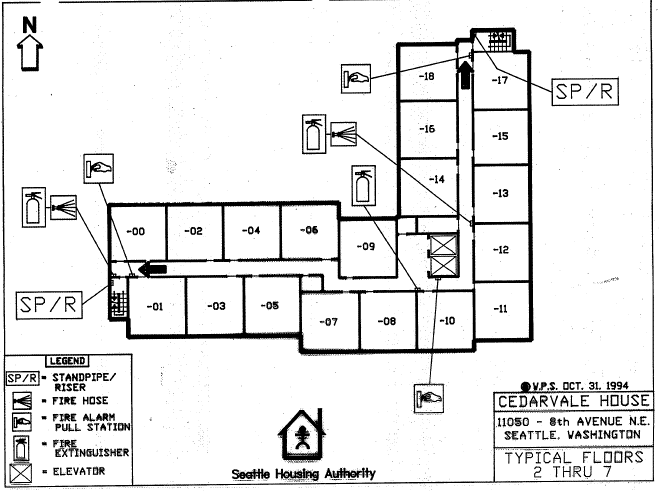 N
-18
-17
SP/R
-16
-15
-14
-13
-00
-02
-04
-06
-09
-12
SP/R
-01
-03
-05
-07
-08
-10
-11
LEGEND
SP/R = STANDPIPE/
RISER
= FIRE HOSE
= FIRE ALARM
PULL STATION
= FIRE
EXTINGUISHER
= ELEVATOR
Seattle Housing Authority
V.P.S. OCT. 31. 1994
CEDARVALE HOUSE
11050 - 8th AVENUE N.E.
SEATTLE, WASHINGTON
TYPICAL FLOORS
2 THRU 7